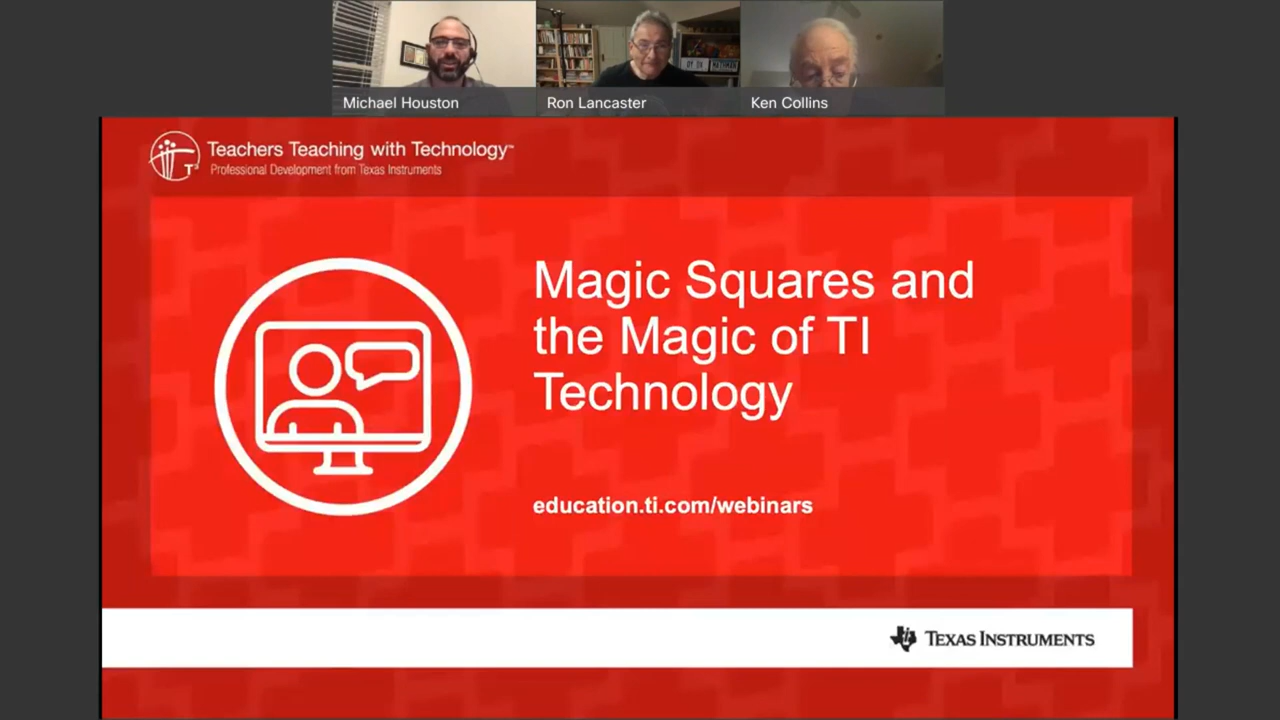 Michael Houston
Ron Lancaster
Ken Collins
Teachers Teaching with Technology™
Professional Development from Texas Instruments
T³
Magic Squares and
the Magic of TI
Technology
education.ti.com/webinars
TEXAS INSTRUMENTS